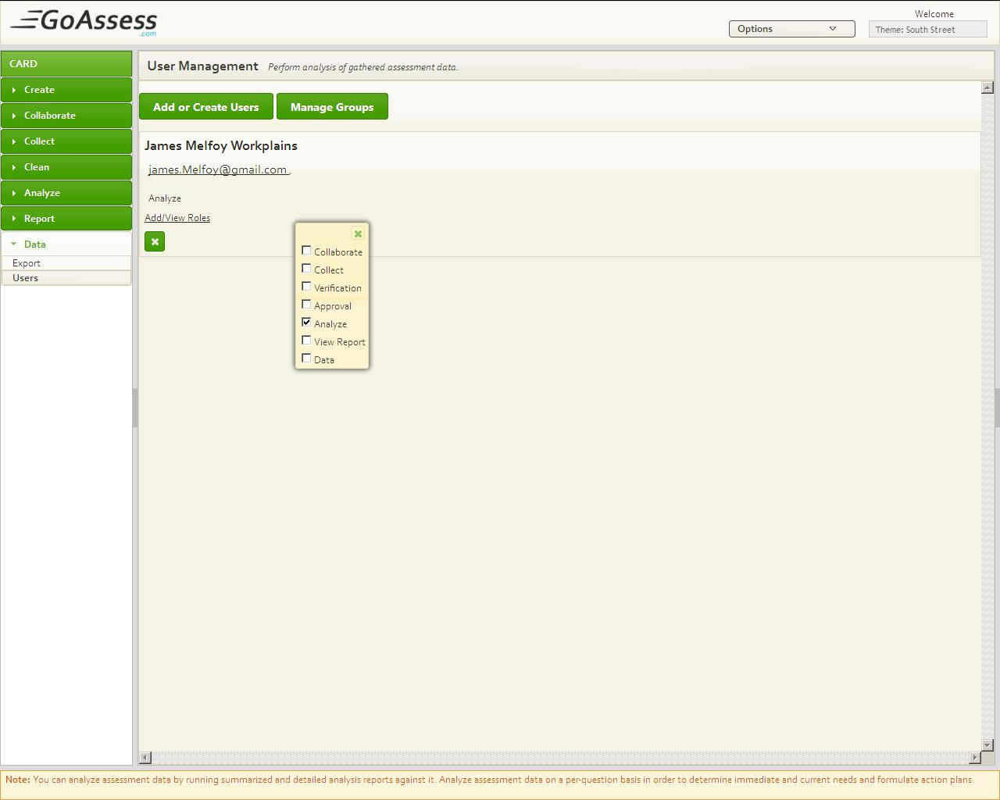 GoAssess
.com
Welcome
Options
Theme: South Street
CARD
Create
Collaborate
Collect
Clean
Analyze
Report
Data
Export
Users
User Management Perform analysis of gathered assessment data.
Add or Create Users
Manage Groups
James Melfoy Workplains
james.Melfoy@gmail.com ,
Analyze
Add/View Roles
Collaborate
Collect
Verification
Approval
Analyze
View Report
Data
Note: You can analyze assessment data by running summarized and detailed analysis reports against it. Analyze assessment data on a per-question basis in order to determine immediate and current needs and formulate action plans.